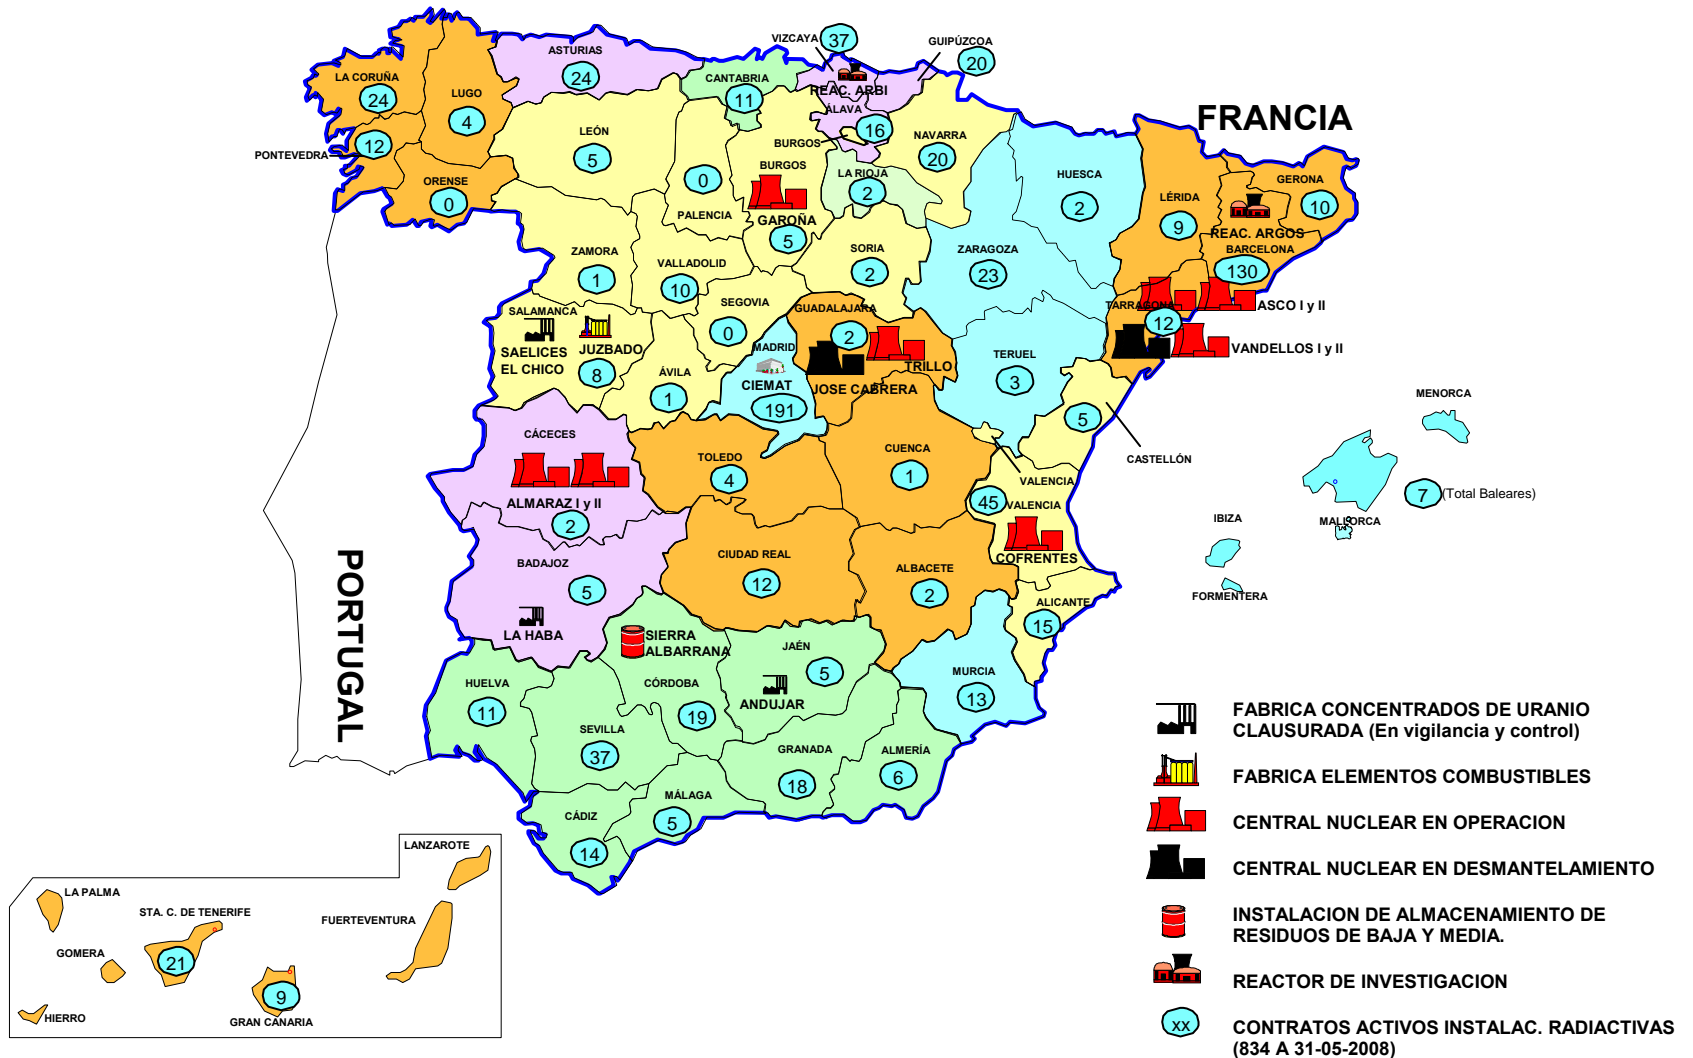 VIZCAYA
37
GUIPÚZCOA
20
ASTURIAS
24
CANTABRIA
11
REAC. ARBI
ÁLAVA
16
LA CORUÑA
24
LUGO
4
FRANCIA
LEÓN
5
BURGOS
BURGOS
NAVARRA
20
PONTEVEDRA
12
ORENSE
0
0
PALENCIA
GAROÑA
5
LA RIOJA
2
HUESCA
2
LÉRIDA
9
GERONA
10
REAC. ARGOS
BARCELONA
130
ZAMORA
1
VALLADOLID
10
SORIA
2
ZARAGOZA
23
SEGOVIA
0
TARRAGONA
12
ASCO I y II
VANDELLOS I y II
SALAMANCA
SAELICES
EL CHICO
JUZBADO
8
ÁVILA
1
MADRID
CIEMAT
191
GUADALAJARA
2
TRILLO
JOSE CABRERA
TERUEL
3
5
CASTELLÓN
MENORCA
CÁCECES
ALMARAZ I y II
2
TOLEDO
4
CUENCA
1
VALENCIA
45
VALENCIA
COFRENTES
7
(Total Baleares)
MALLORCA
IBIZA
FORMENTERA
PORTUGAL
BADAJOZ
5
LA HABA
CIUDAD REAL
12
ALBACETE
2
ALICANTE
15
SIERRA
ALBARRANA
JAÉN
5
ANDUJAR
MURCIA
13
HUELVA
11
CÓRDOBA
19
SEVILLA
37
GRANADA
18
ALMERÍA
6
MÁLAGA
5
CÁDIZ
14
LANZAROTE
LA PALMA
STA. C. DE TENERIFE
21
FUERTEVENTURA
GOMERA
HIERRO
9
GRAN CANARIA
FABRICA CONCENTRADOS DE URANIO
CLAUSURADA (En vigilancia y control)
FABRICA ELEMENTOS COMBUSTIBLES
CENTRAL NUCLEAR EN OPERACION
CENTRAL NUCLEAR EN DESMANTELAMIENTO
INSTALACION DE ALMACENAMIENTO DE
RESIDUOS DE BAJA Y MEDIA.
REACTOR DE INVESTIGACION
XX
CONTRATOS ACTIVOS INSTALAC. RADIACTIVAS
(834 A 31-05-2008)